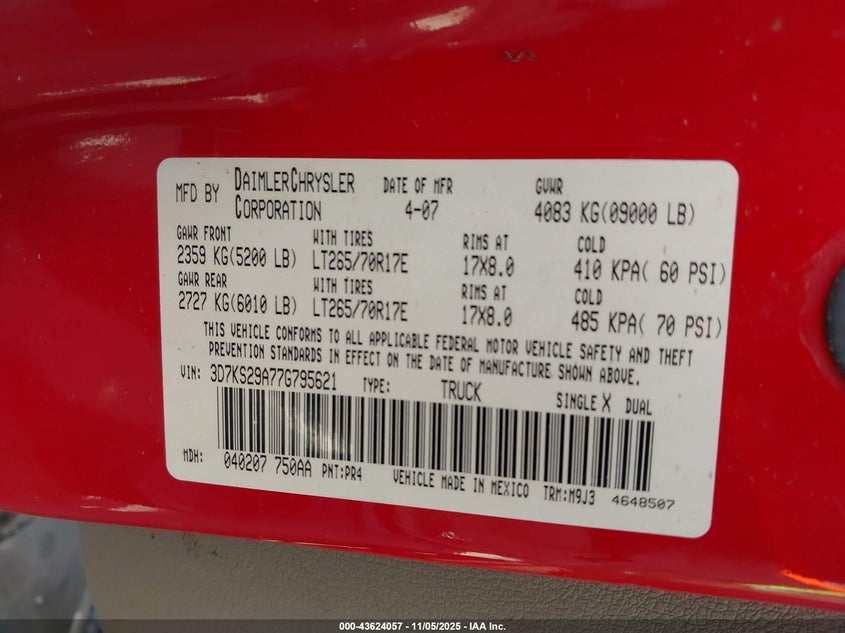 MFD BY DAIMLERCHRYSLER CORPORATION DATE OF MFR 4-07 GVWR 4083 KG(09000 LB)
GAWR FRONT WITH TIRES RIMS AT COLD
2359 KG(5200 LB) LT265/70R17E 17X8.0 410 KPA( 60 PSI)
GAWR REAR WITH TIRES RIMS AT COLD
2727 KG(6010 LB) LT265/70R17E 17X8.0 485 KPA( 70 PSI)
THIS VEHICLE CONFORMS TO ALL APPLICABLE FEDERAL MOTOR VEHICLE SAFETY AND THEFT
PREVENTION STANDARDS IN EFFECT ON THE DATE OF MANUFACTURE SHOWN ABOVE.
VIN: 3D7KS29A77G795621 TYPE: TRUCK SINGLE X DUAL
MDH: 040207 750AA PNT:PR4 VEHICLE MADE IN MEXICO TRM:M9J3 4648507
000-43624057 - 11/05/2025 - IAA Inc.